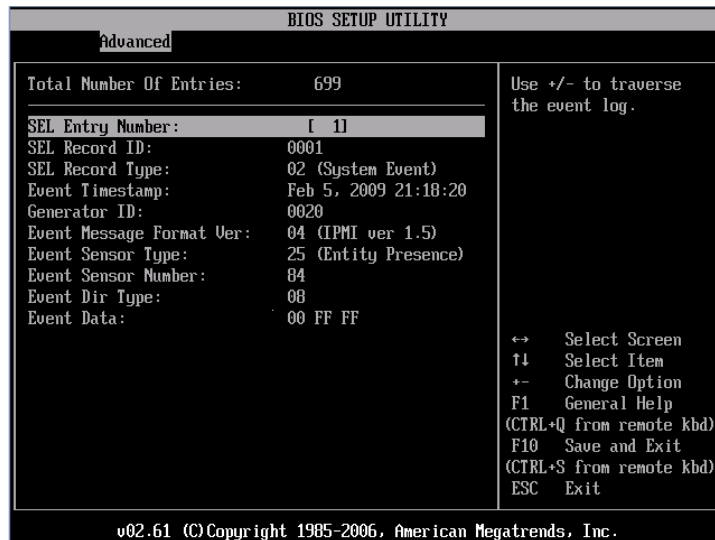 BIOS SETUP UTILITY
Advanced
Total Number Of Entries: 699
SEL Entry Number: [ 1]
SEL Record ID: 0001
SEL Record Type: 02 (System Event)
Event Timestamp: Feb 5, 2009 21:18:20
Generator ID: 0020
Event Message Format Ver: 04 (IPMI ver 1.5)
Event Sensor Type: 25 (Entity Presence)
Event Sensor Number: 84
Event Dir Type: 08
Event Data: 00 FF FF
Use +/- to traverse
the event log.
↔ Select Screen
↑↓ Select Item
+- Change Option
F1 General Help
(CTRL+Q from remote kbd)
F10 Save and Exit
(CTRL+S from remote kbd)
ESC Exit
v02.61 (C)Copyright 1985-2006, American Megatrends, Inc.